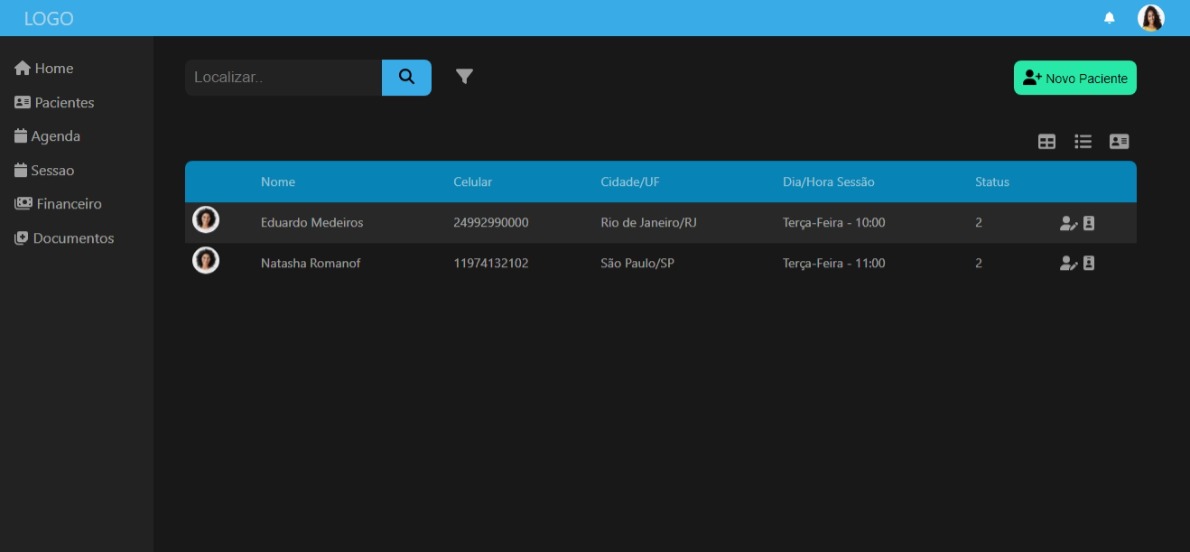 LOGO
Home
Pacientes
Agenda
Sessao
Financeiro
Documentos
Localizar..
Novo Paciente
Nome Celular Cidade/UF Dia/Hora Sessão Status
Eduardo Medeiros 24992990000 Rio de Janeiro/RJ Terça-Feira - 10:00 2
Natasha Romanof 11974132102 São Paulo/SP Terça-Feira - 11:00 2